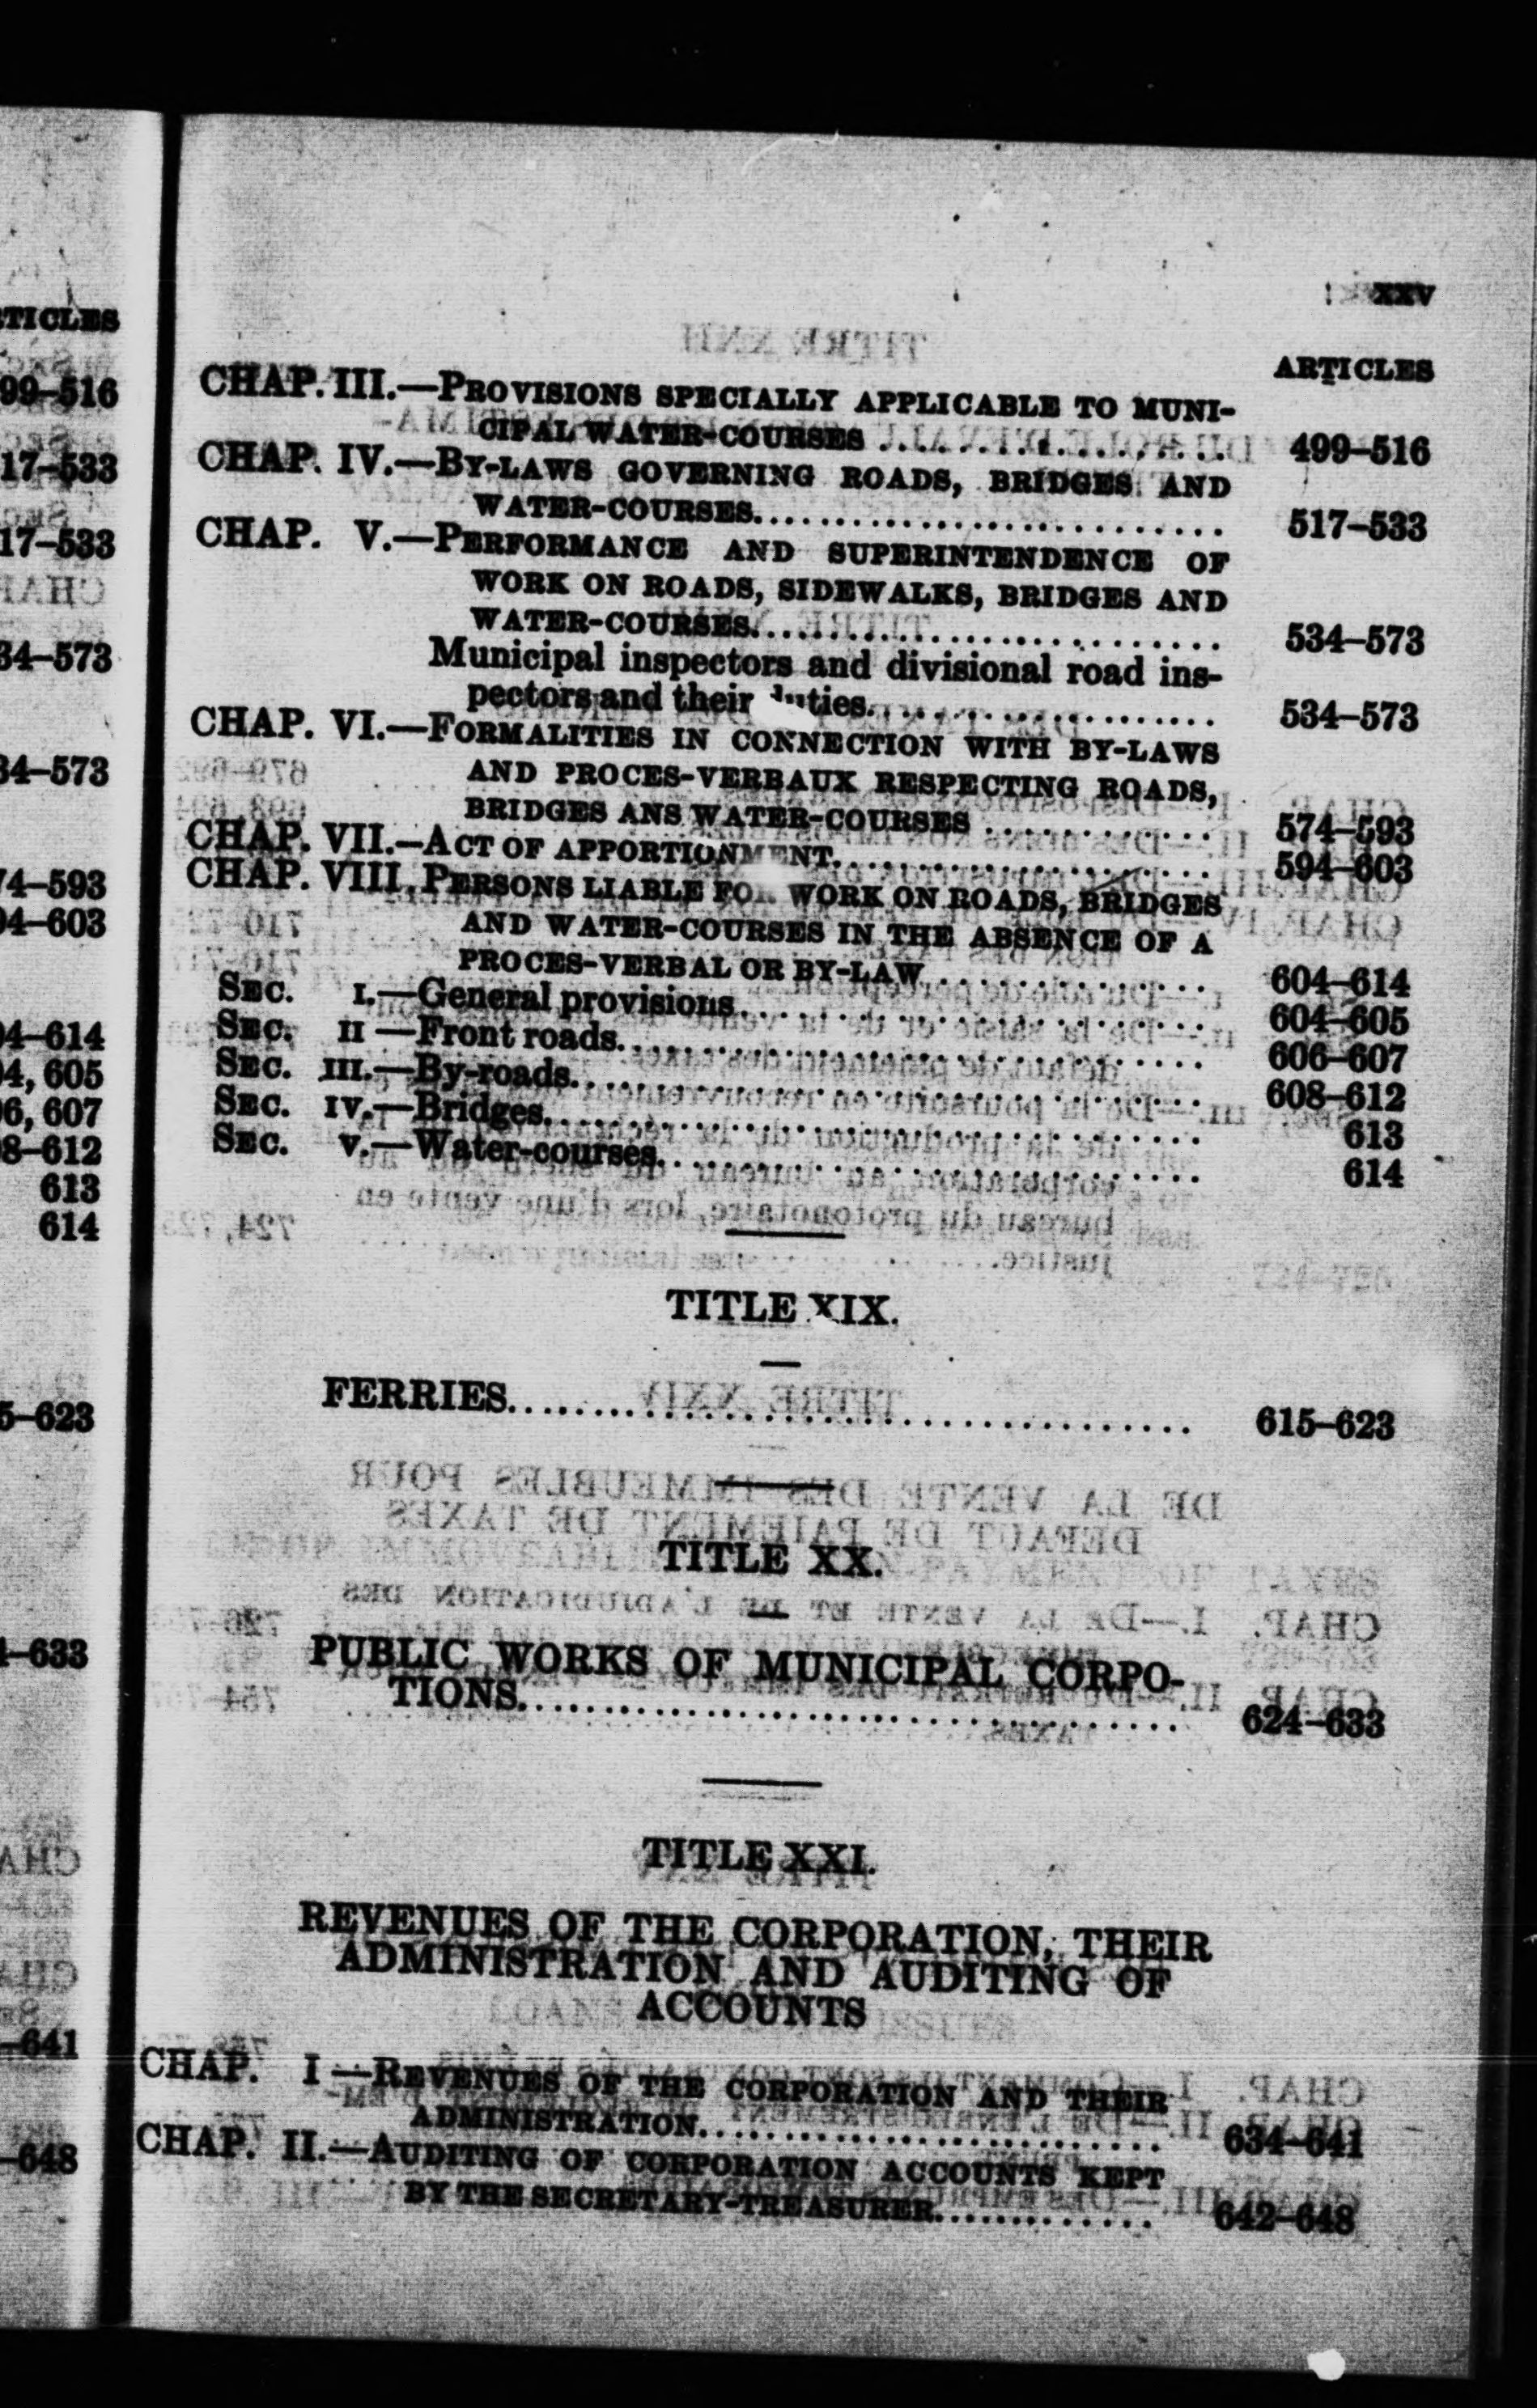 xxv
ARTICLES
CHAP. III.—PROVISIONS SPECIALLY APPLICABLE TO MUNI-
CIPAL WATER-COURSES .......................... 499–516
CHAP. IV.—BY-LAWS GOVERNING ROADS, BRIDGES AND
WATER-COURSES.............................. 517–533
CHAP. V.—PERFORMANCE AND SUPERINTENDENCE OF
WORK ON ROADS, SIDEWALKS, BRIDGES AND
WATER-COURSES.............................. 534–573
Municipal inspectors and divisional road ins-
pectors and their duties..................... 534–573
CHAP. VI.—FORMALITIES IN CONNECTION WITH BY-LAWS
AND PROCES-VERBAUX RESPECTING ROADS,
BRIDGES ANS WATER-COURSES .............. 574–593
CHAP. VII.—ACT OF APPORTIONMENT........................ 594–603
CHAP. VIII. PERSONS LIABLE FOR WORK ON ROADS, BRIDGES
AND WATER-COURSES IN THE ABSENCE OF A
PROCES-VERBAL OR BY-LAW.................. 604–614
SEC. I.—General provisions............................. 604–605
SEC. II —Front roads.................................... 606–607
SEC. III.—By-roads....................................... 608–612
SEC. IV.—Bridges........................................ 613
SEC. V.—Water-courses................................. 614
TITLE XIX.
FERRIES......................................... 615–623
TITLE XX.
PUBLIC WORKS OF MUNICIPAL CORPO-
TIONS........................................ 624–633
TITLE XXI.
REVENUES OF THE CORPORATION, THEIR
ADMINISTRATION AND AUDITING OF
ACCOUNTS
CHAP. I —REVENUES OF THE CORPORATION AND THEIR
ADMINISTRATION............................. 634–641
CHAP. II.—AUDITING OF CORPORATION ACCOUNTS KEPT
BY THE SECRETARY-TREASURER............. 642–648